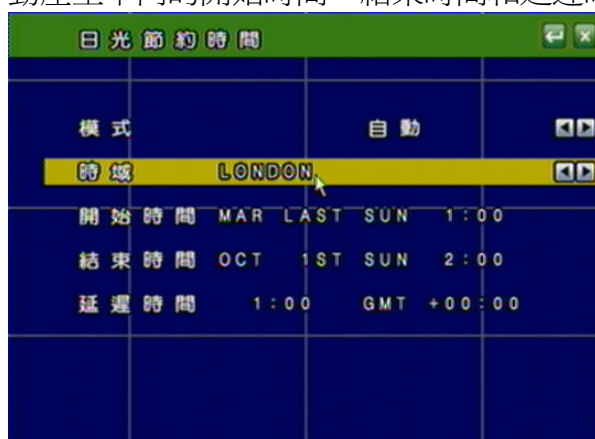 日光節約時間
模式 自動
時域 LONDON
開始時間 MAR LAST SUN 1:00
結束時間 OCT 1ST SUN 2:00
延遲時間 1:00 GMT +00:00